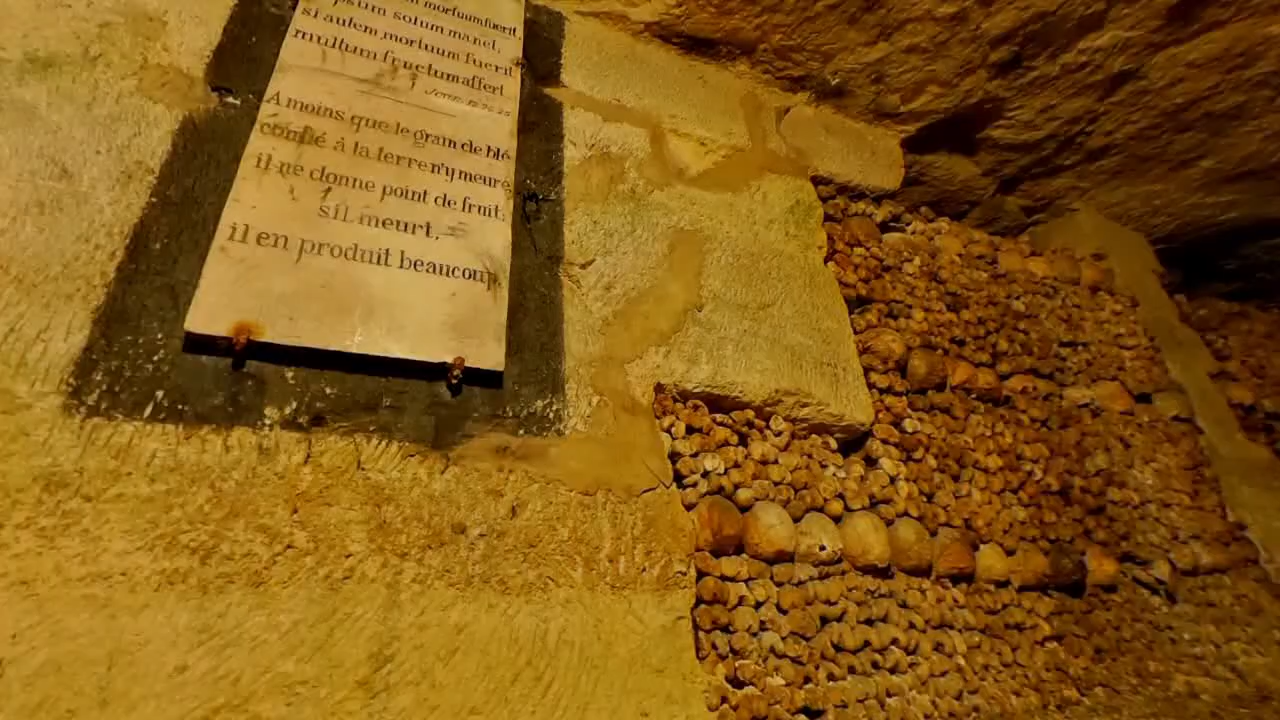 mortuum fuerit,
ipsum solum manet,
si autem mortuum fuerit
multum fructum affert
A moins que le grain de blé
confié à la terre n'y meure
il ne donne point de fruit:
s'il meurt,
il en produit beaucoup